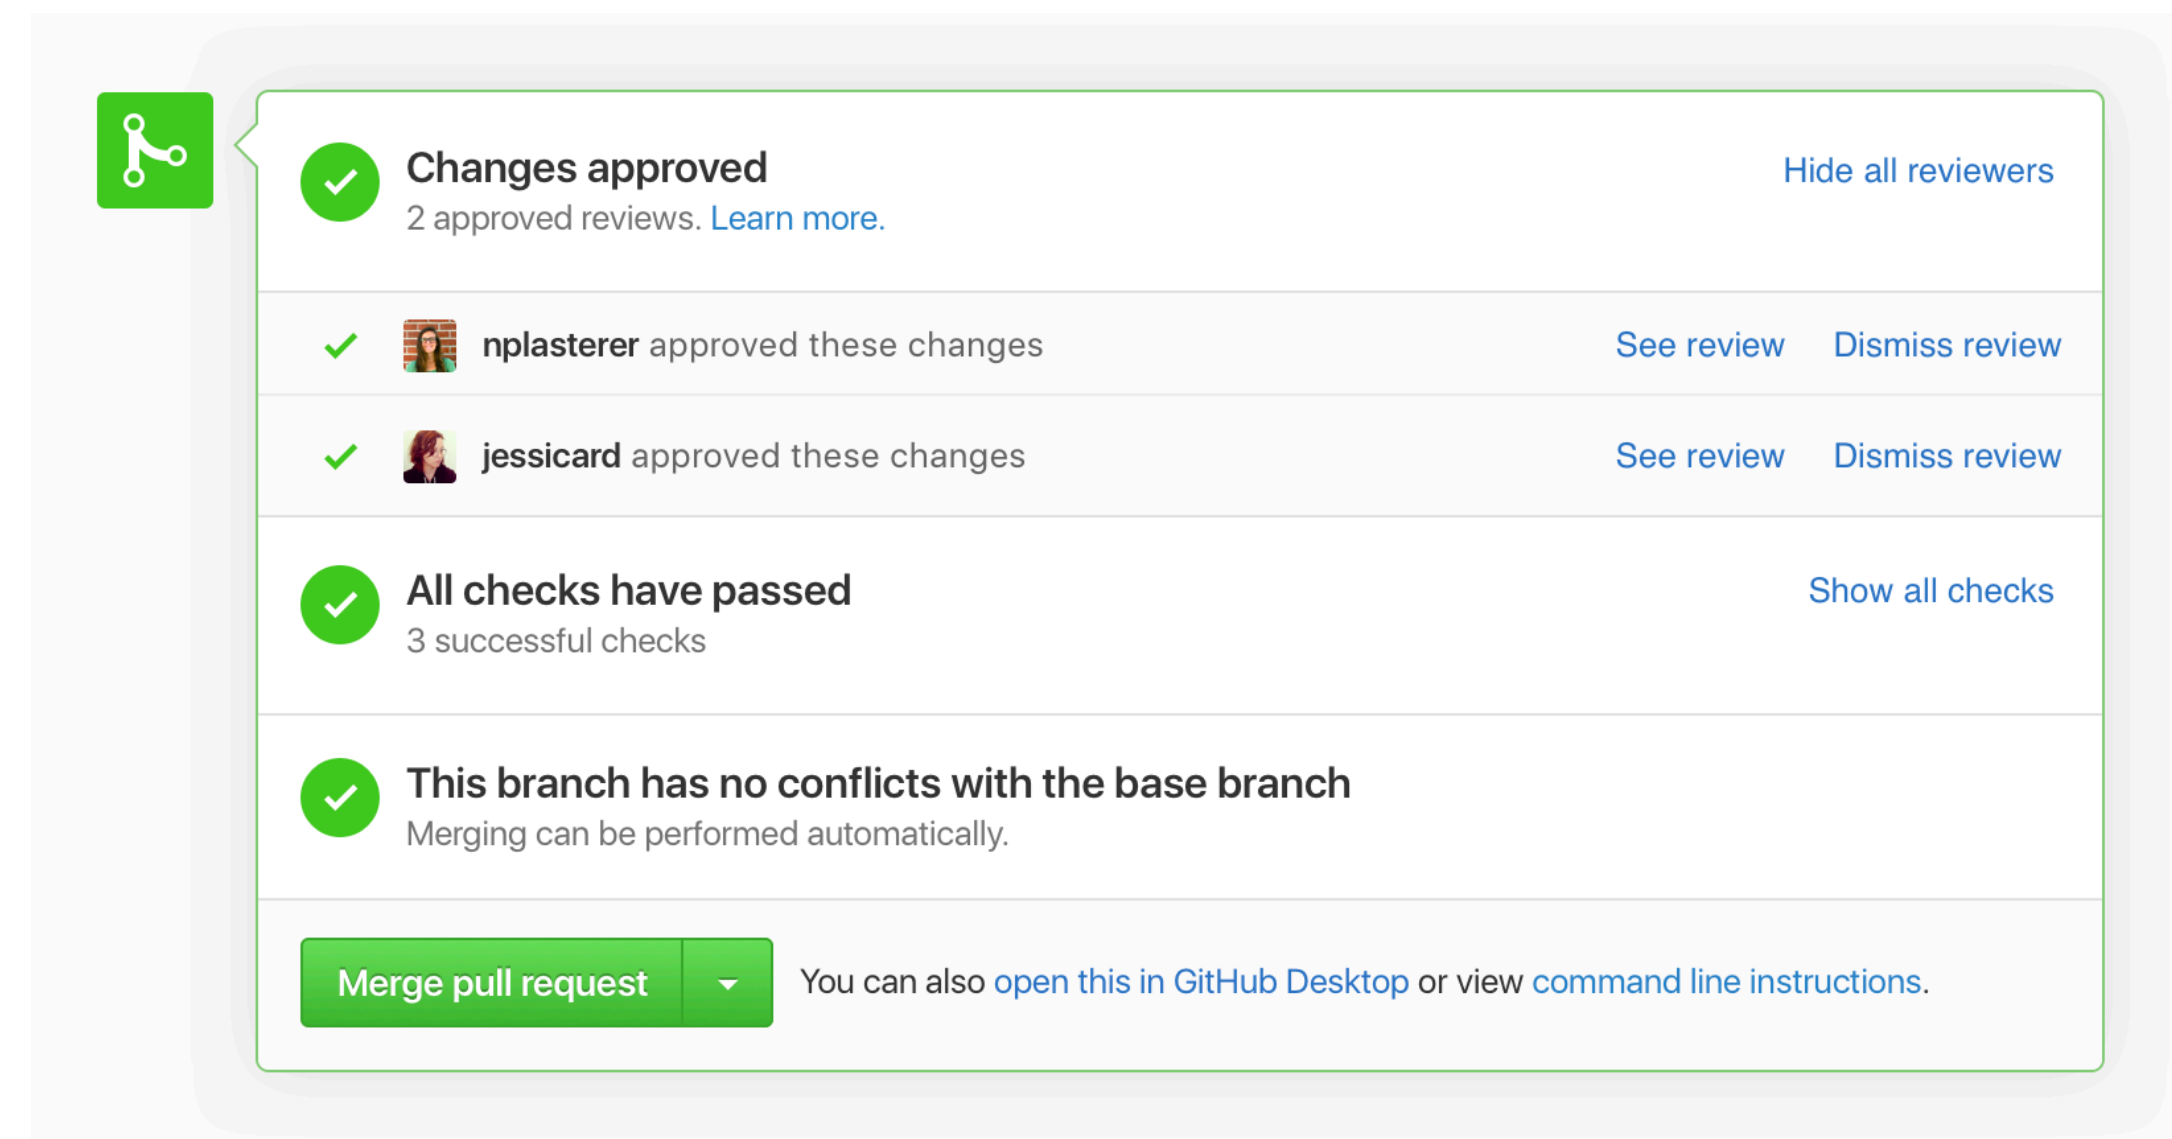 Changes approved
Hide all reviewers
2 approved reviews. Learn more.
nplasterer approved these changes
See review
Dismiss review
jessicard approved these changes
See review
Dismiss review
All checks have passed
Show all checks
3 successful checks
This branch has no conflicts with the base branch
Merging can be performed automatically.
Merge pull request
You can also open this in GitHub Desktop or view command line instructions.